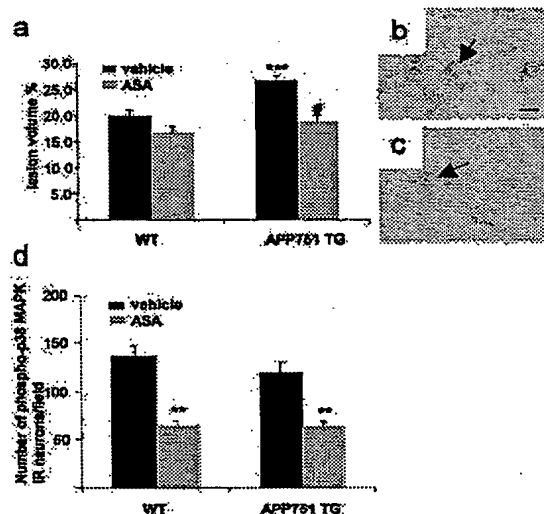 a
b
vehicle
ASA
***
#
lesion volume %
30.0
25.0
20.0
15.0
10.0
5.0
WT
APP751 TG
c
d
vehicle
ASA
Number of phospho-p38 MAPK
IR neurons/field
200
150
100
50
**
**
WT
APP751 TG